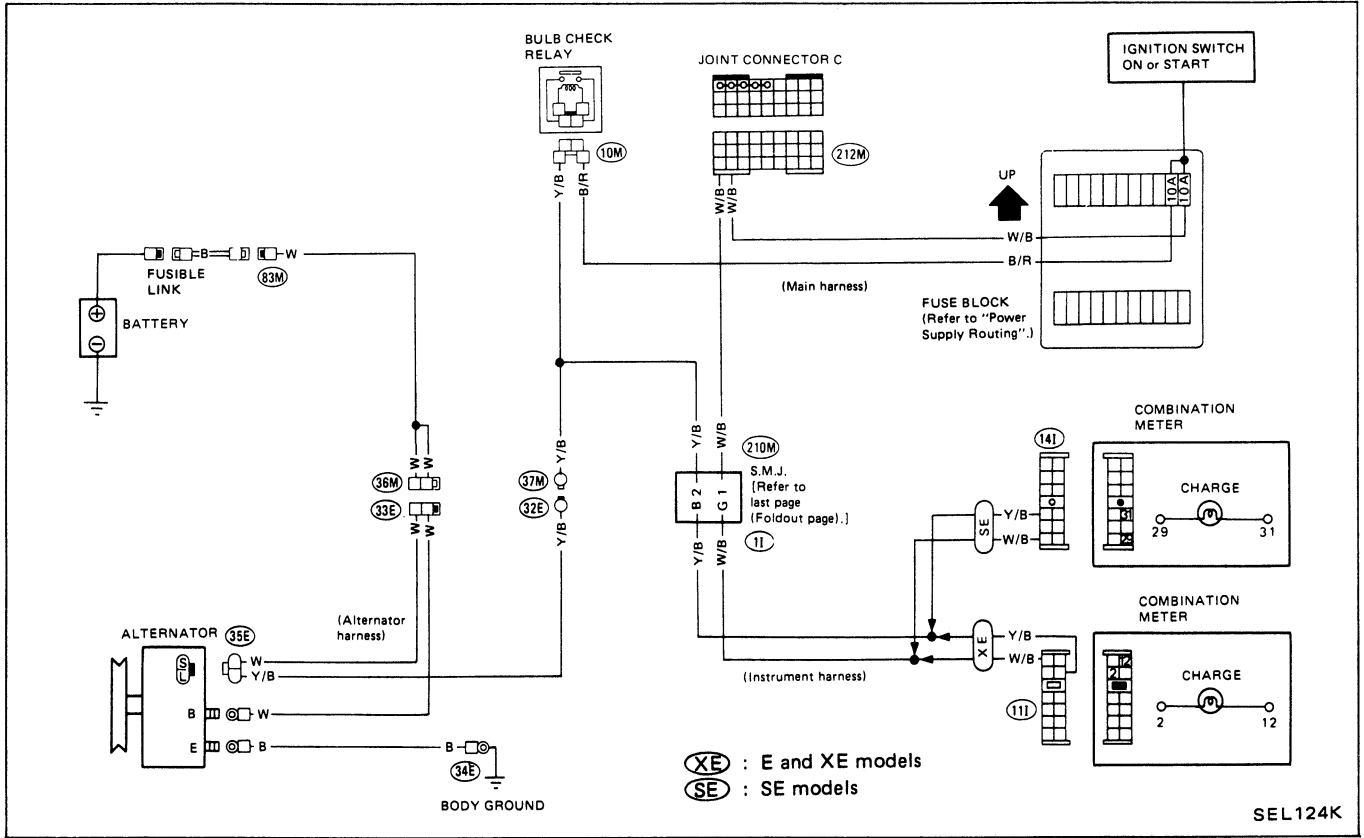 BULB CHECK
RELAY
JOINT CONNECTOR C
IGNITION SWITCH
ON or START
10M
212M
Y/B
B/R
W/B
W/B
UP
10A
10A
W/B
B/R
B
W
FUSIBLE
LINK
83M
BATTERY
(Main harness)
FUSE BLOCK
(Refer to "Power
Supply Routing".)
COMBINATION
METER
Y/B
Y/B
W/B
210M
14I
W
W
36M
37M
S.M.J.
[Refer to
last page
(Foldout page).]
B 2
G 1
CHARGE
31
29
29
31
33E
32E
SE
Y/B
W/B
W
W
Y/B
1I
Y/B
W/B
(Alternator
harness)
COMBINATION
METER
ALTERNATOR
35E
S
L
W
Y/B
XE
Y/B
W/B
12
2
CHARGE
2
12
(Instrument harness)
11I
B
W
E
B
B
34E
BODY GROUND
XE : E and XE models
SE : SE models
SEL124K